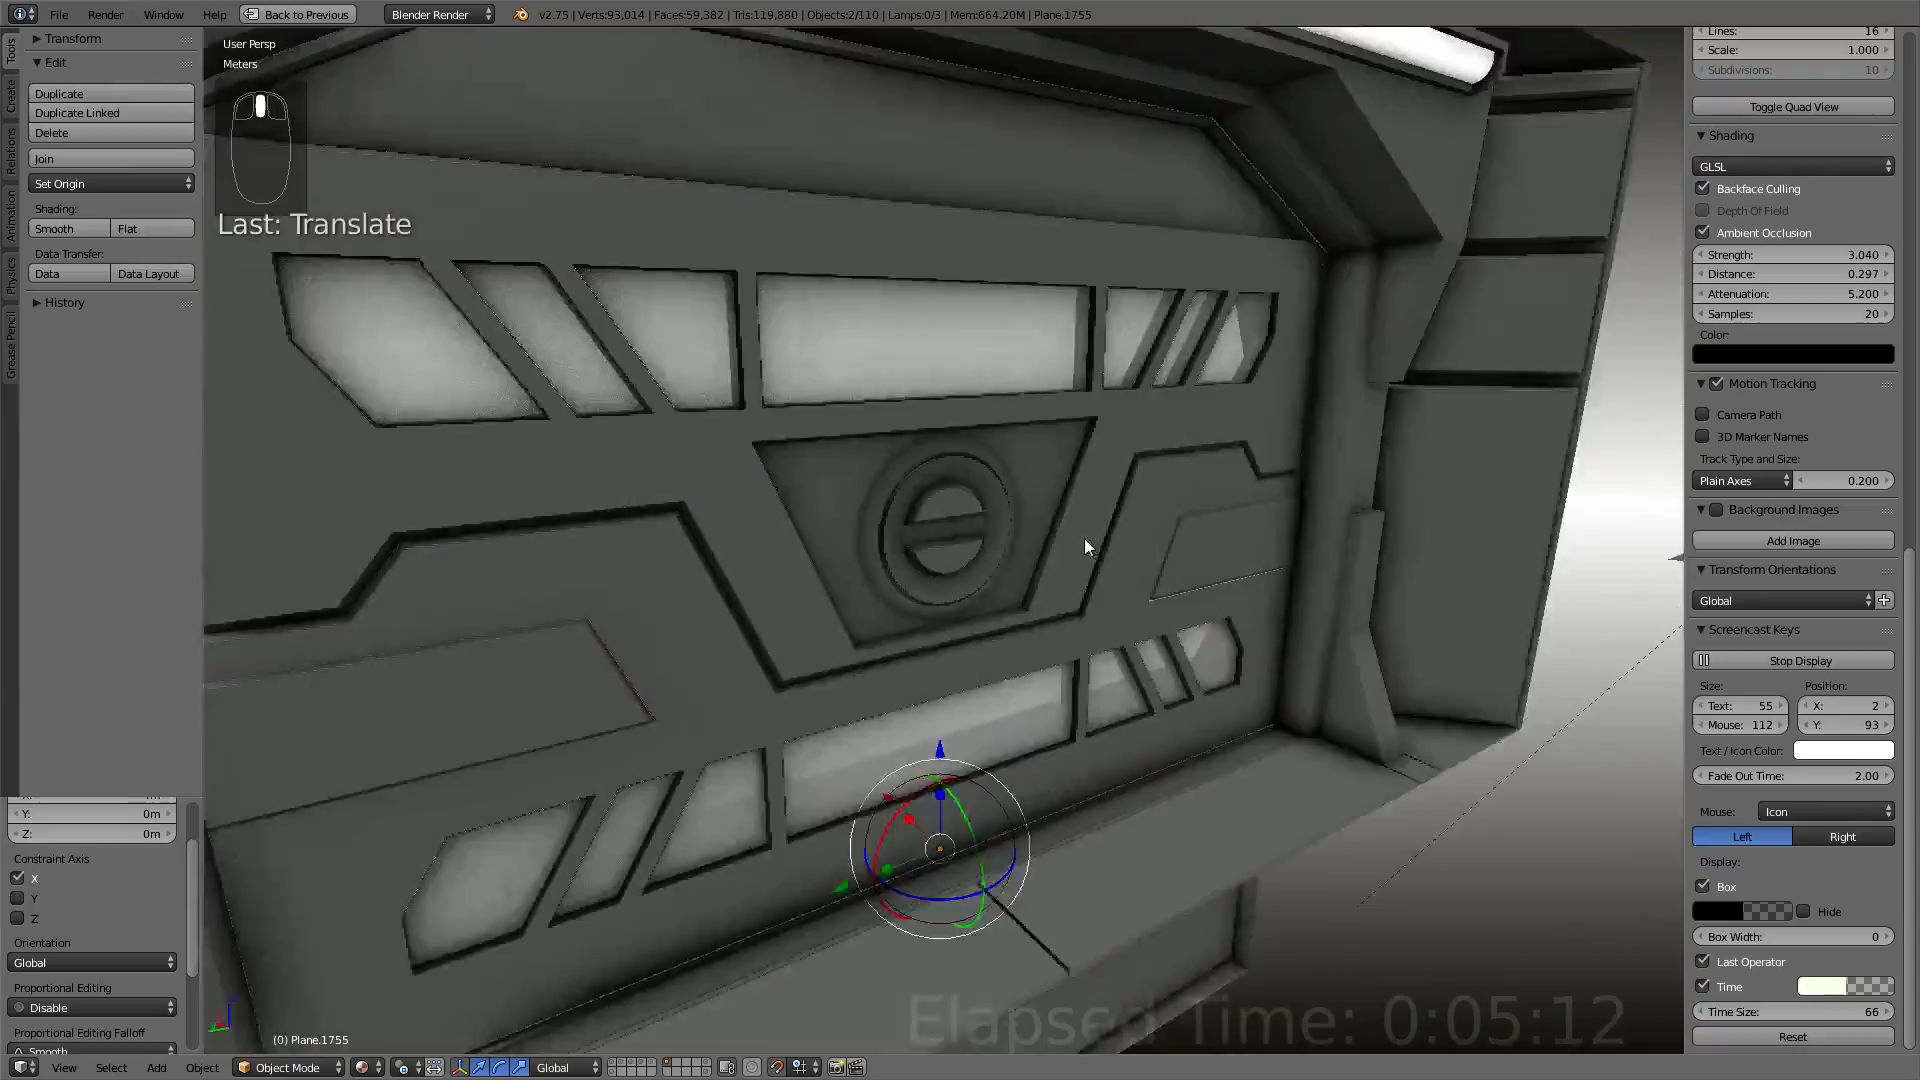 File
Render
Window
Help
Back to Previous
Blender Render
v2.75 | Verts:93,014 | Faces:59,382 | Tris:119,880 | Objects:2/110 | Lamps:0/3 | Mem:664.20M | Plane.1755
Tools
Create
Relations
Animation
Physics
Grease Pencil
Transform
Edit
Duplicate
Duplicate Linked
Delete
Join
Set Origin
Shading:
Smooth
Flat
Data Transfer:
Data
Data Layout
History
Y: 0m
Z: 0m
Constraint Axis
X
Y
Z
Orientation
Global
Proportional Editing
Disable
Proportional Editing Falloff
Smooth
User Persp
Meters
Last: Translate
Elapsed Time: 0:05:12
(0) Plane.1755
View
Select
Add
Object
Object Mode
Global
Lines: 16
Scale: 1.000
Subdivisions: 10
Toggle Quad View
Shading
GLSL
Backface Culling
Depth Of Field
Ambient Occlusion
Strength: 3.040
Distance: 0.297
Attenuation: 5.200
Samples: 20
Color:
Motion Tracking
Camera Path
3D Marker Names
Track Type and Size:
Plain Axes 0.200
Background Images
Add Image
Transform Orientations
Global
Screencast Keys
Stop Display
Size: Position:
Text: 55 X: 2
Mouse: 112 Y: 93
Text / Icon Color:
Fade Out Time: 2.00
Mouse: Icon
Left Right
Display:
Box
Hide
Box Width: 0
Last Operator
Time
Time Size: 66
Reset